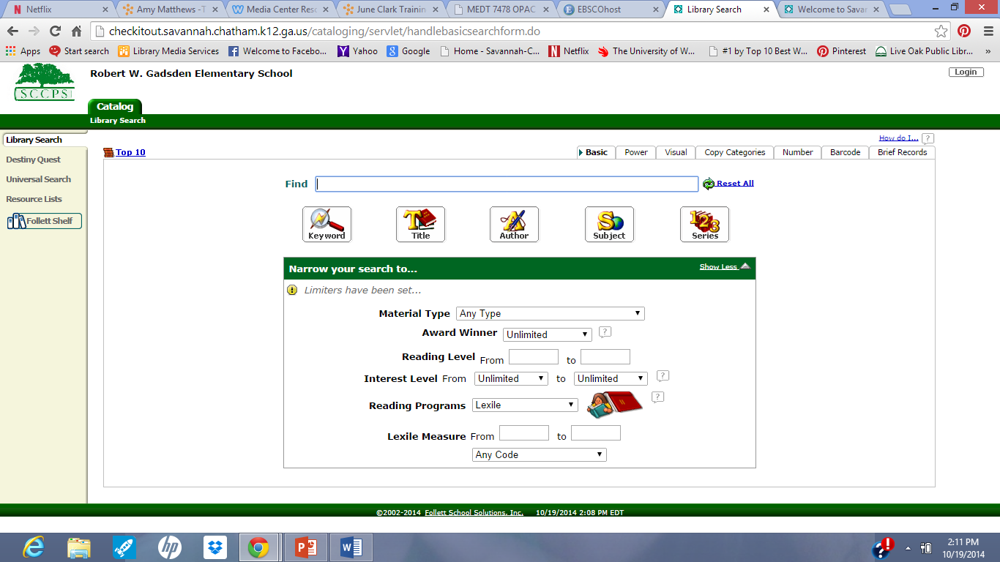 Netflix
Amy Matthews - T
Media Center Res
June Clark Trainin
MEDT 7478 OPAC
EBSCOhost
Library Search
Welcome to Savar
checkitout.savannah.chatham.k12.ga.us/cataloging/servlet/handlebasicsearchform.do
Apps Start search Library Media Services Welcome to Facebo... Yahoo Google Home - Savannah-C... Netflix The University of W... #1 by Top 10 Best W... Pinterest Live Oak Public Libr... »
SCCPS
Robert W. Gadsden Elementary School
Login
Catalog
Library Search
Library Search
Destiny Quest
Universal Search
Resource Lists
Follett Shelf
How do I... ?
Top 10
Basic Power Visual Copy Categories Number Barcode Brief Records
Find
Reset All
Keyword Title Author Subject Series
Narrow your search to...
Show Less
Limiters have been set...
Material Type Any Type
Award Winner Unlimited ?
Reading Level From to
Interest Level From Unlimited to Unlimited ?
Reading Programs Lexile ?
Lexile Measure From to
Any Code
©2002-2014 Follett School Solutions, Inc. 10/19/2014 2:08 PM EDT
2:11 PM
10/19/2014